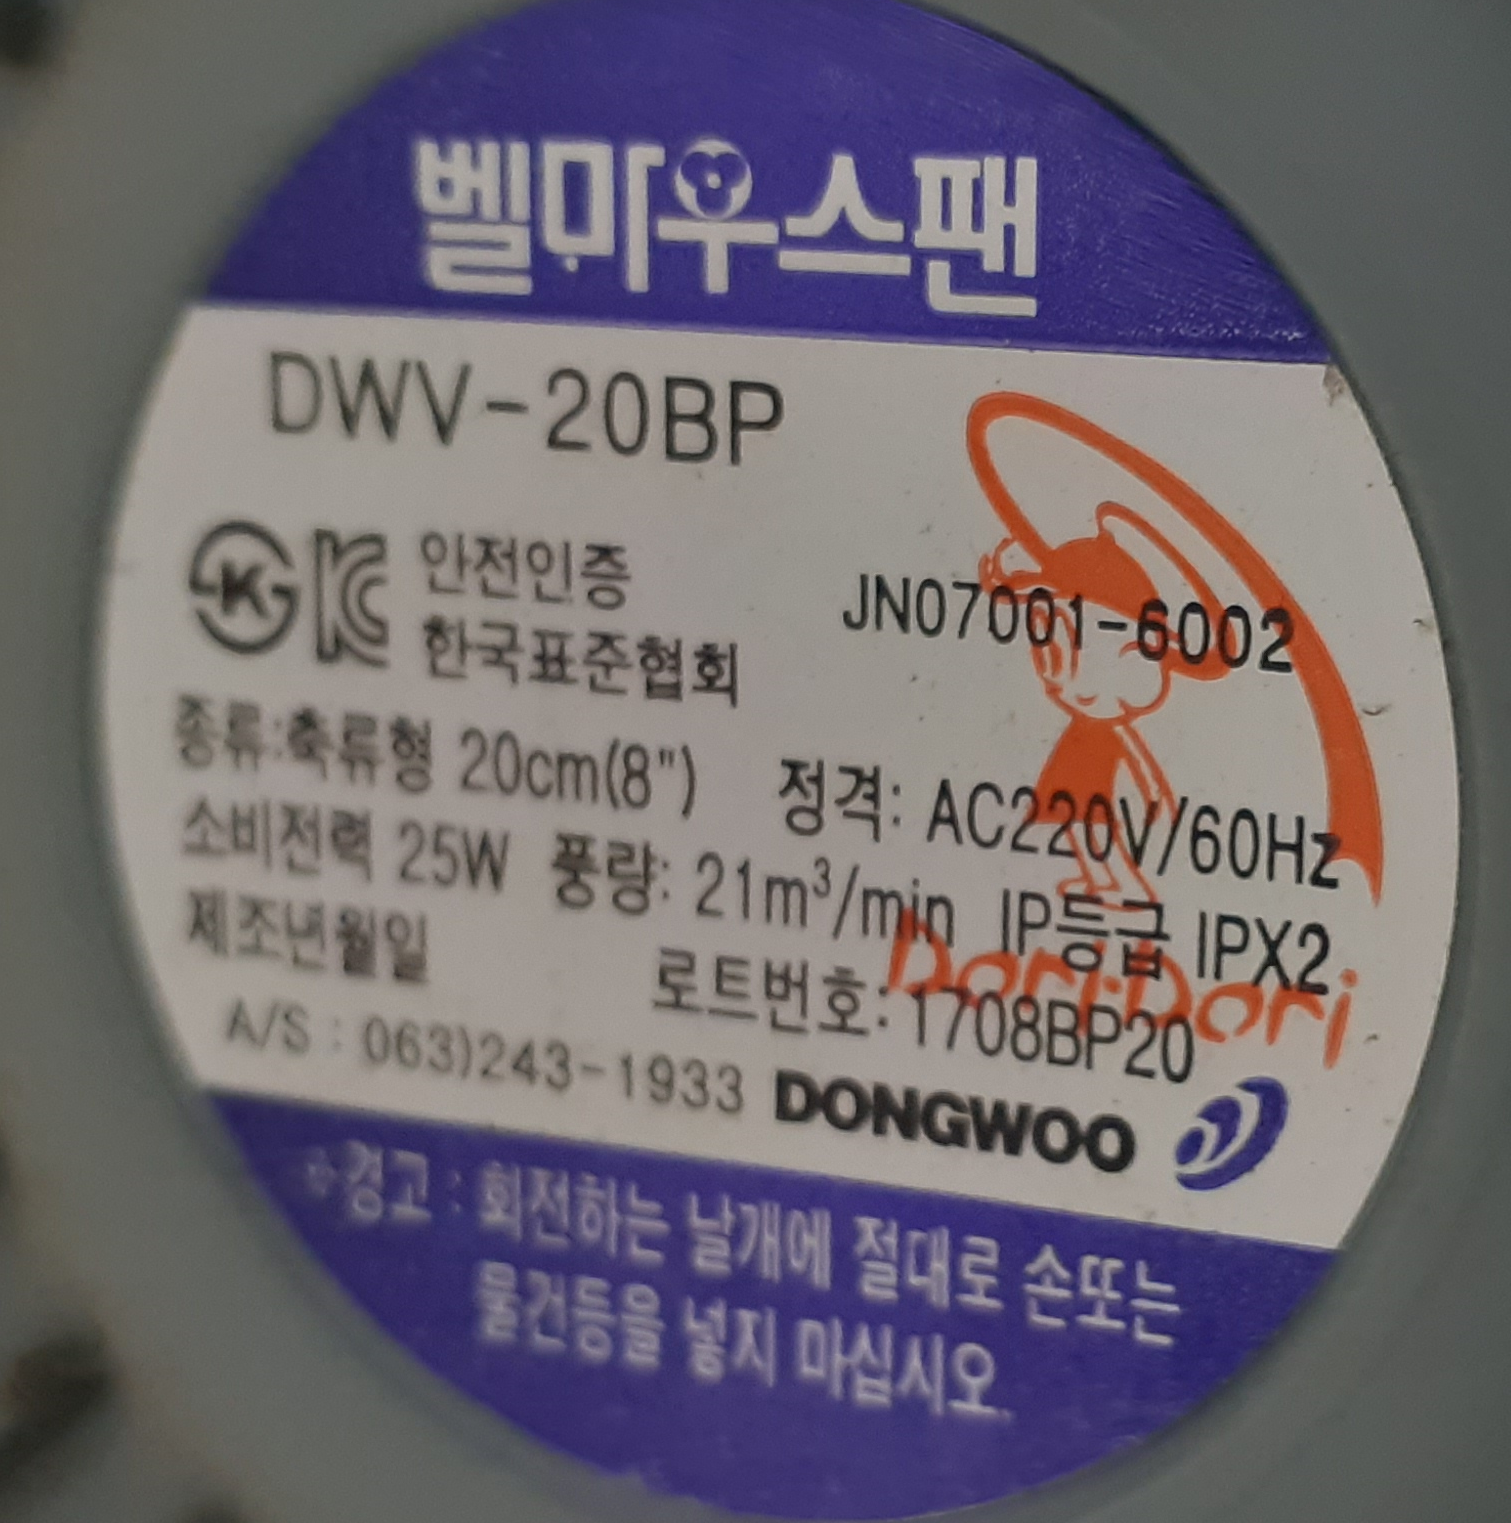 벨마우스팬
DWV-20BP
K KC 안전인증
한국표준협회
JN07001-6002
종류:축류형 20cm(8") 정격: AC220V/60Hz
소비전력 25W 풍량: 21m³/min IP등급 IPX2
제조년월일 로트번호: 1708BP20
Dori·Dori
A/S : 063)243-1933 DONGWOO
※경고 : 회전하는 날개에 절대로 손또는
물건등을 넣지 마십시오.